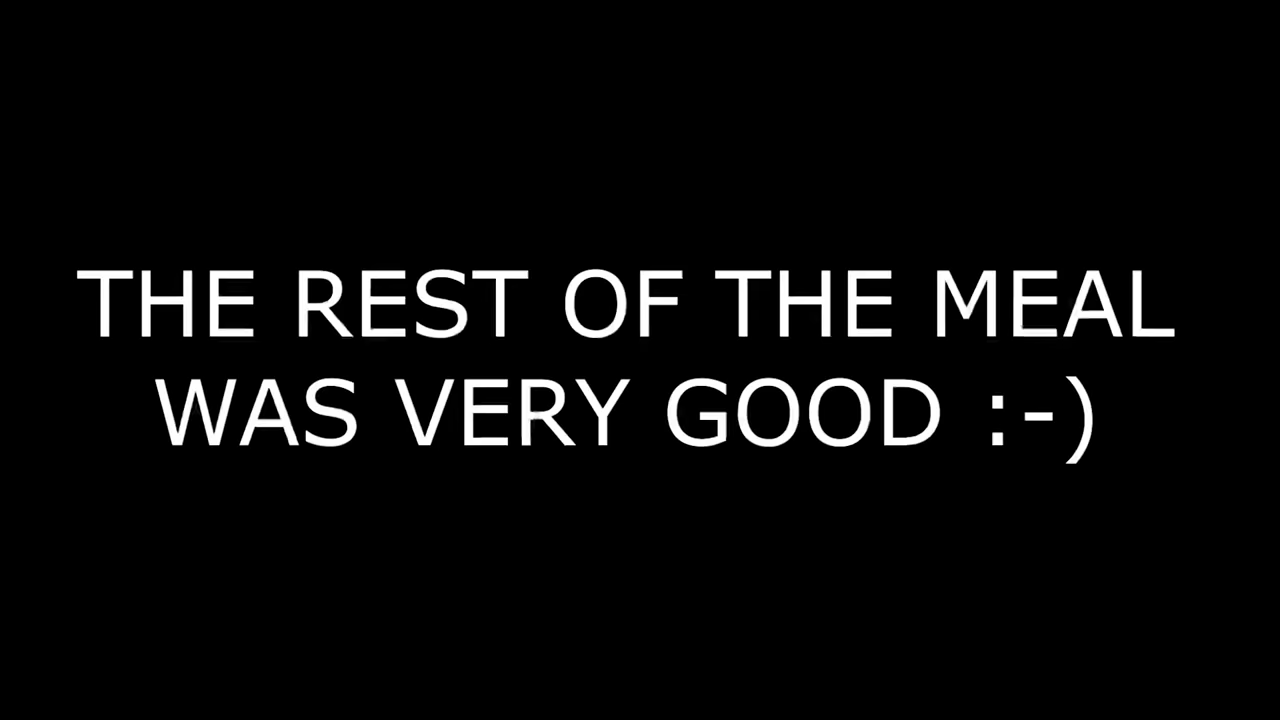 THE REST OF THE MEAL
WAS VERY GOOD :-)